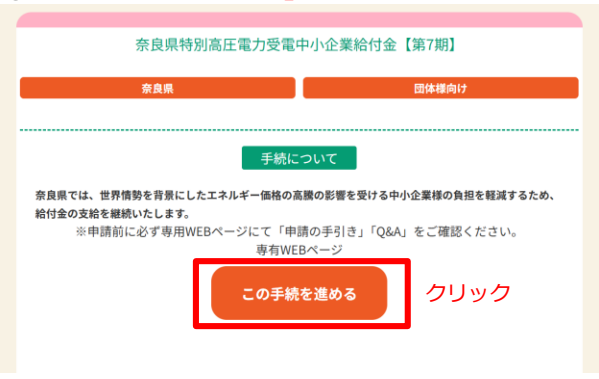 奈良県特別高圧電力受電中小企業給付金【第7期】
奈良県
団体様向け
手続について
奈良県では、世界情勢を背景にしたエネルギー価格の高騰の影響を受ける中小企業様の負担を軽減するため、
給付金の支給を継続いたします。
※申請前に必ず専用WEBページにて「申請の手引き」「Q&A」をご確認ください。
専有WEBページ
この手続を進める
クリック